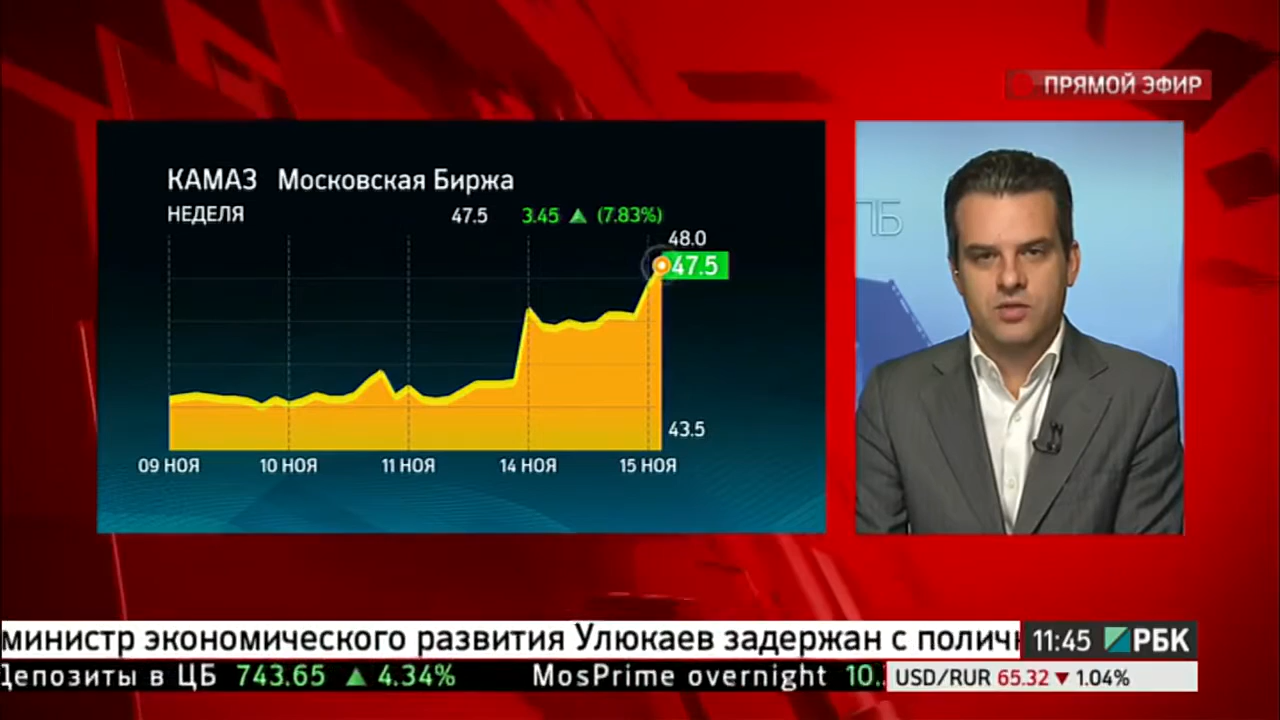 ПРЯМОЙ ЭФИР
КАМАЗ Московская Биржа
НЕДЕЛЯ 47.5 3.45 ▲ (7.83%)
48.0
47.5
43.5
09 НОЯ 10 НОЯ 11 НОЯ 14 НОЯ 15 НОЯ
ПБ
министр экономического развития Улюкаев задержан с
11:45 РБК
Депозиты в ЦБ 743.65 ▲ 4.34% MosPrime overnight 10.
USD/RUR 65.32 ▼ 1.04%